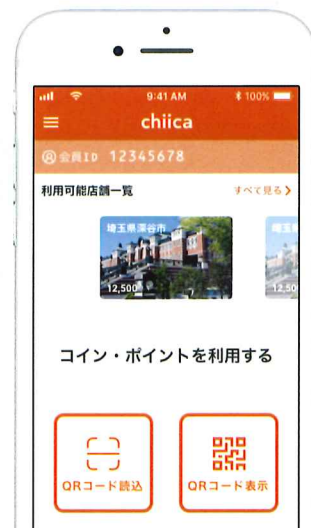 9:41 AM
100%
chiica
会員ID 12345678
利用可能店舗一覧
すべて見る
埼玉県深谷市
12,500
埼玉県
12,50
コイン・ポイントを利用する
QRコード読込
QRコード表示